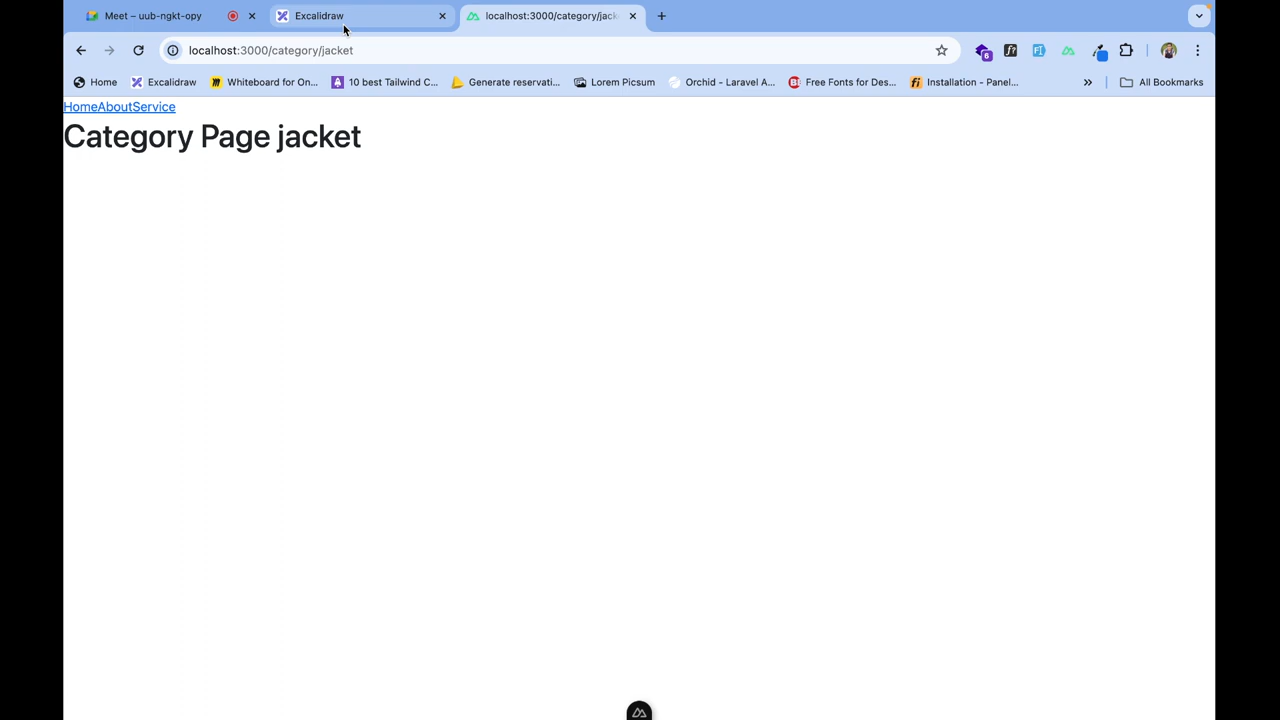 Meet – uub-ngkt-opy
Excalidraw
localhost:3000/category/jack
localhost:3000/category/jacket
Home
Excalidraw
Whiteboard for On...
10 best Tailwind C...
Generate reservati...
Lorem Picsum
Orchid - Laravel A...
Free Fonts for Des...
Installation - Panel...
»
All Bookmarks
HomeAboutService
Category Page jacket